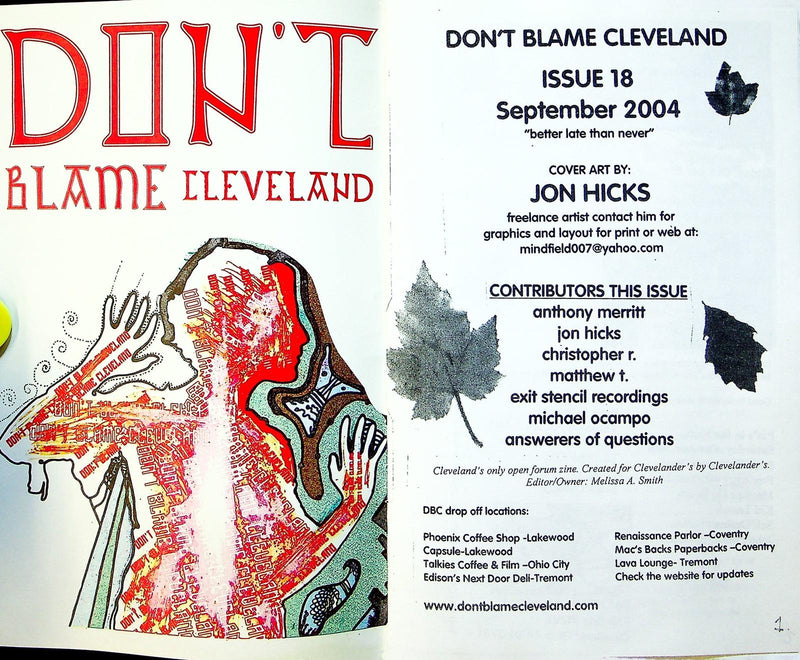 DON'T
BLAME CLEVELAND
DON'T BLAME CLEVELAND
ISSUE 18
September 2004
"better late than never"
COVER ART BY:
JON HICKS
freelance artist contact him for
graphics and layout for print or web at:
mindfield007@yahoo.com
CONTRIBUTORS THIS ISSUE
anthony merritt
jon hicks
christopher r.
matthew t.
exit stencil recordings
michael ocampo
answerers of questions
Cleveland's only open forum zine. Created for Clevelander's by Clevelander's.
Editor/Owner: Melissa A. Smith
DBC drop off locations:
Phoenix Coffee Shop -Lakewood
Capsule-Lakewood
Talkies Coffee & Film –Ohio City
Edison's Next Door Deli-Tremont
Renaissance Parlor –Coventry
Mac's Backs Paperbacks –Coventry
Lava Lounge- Tremont
Check the website for updates
www.dontblamecleveland.com
1.